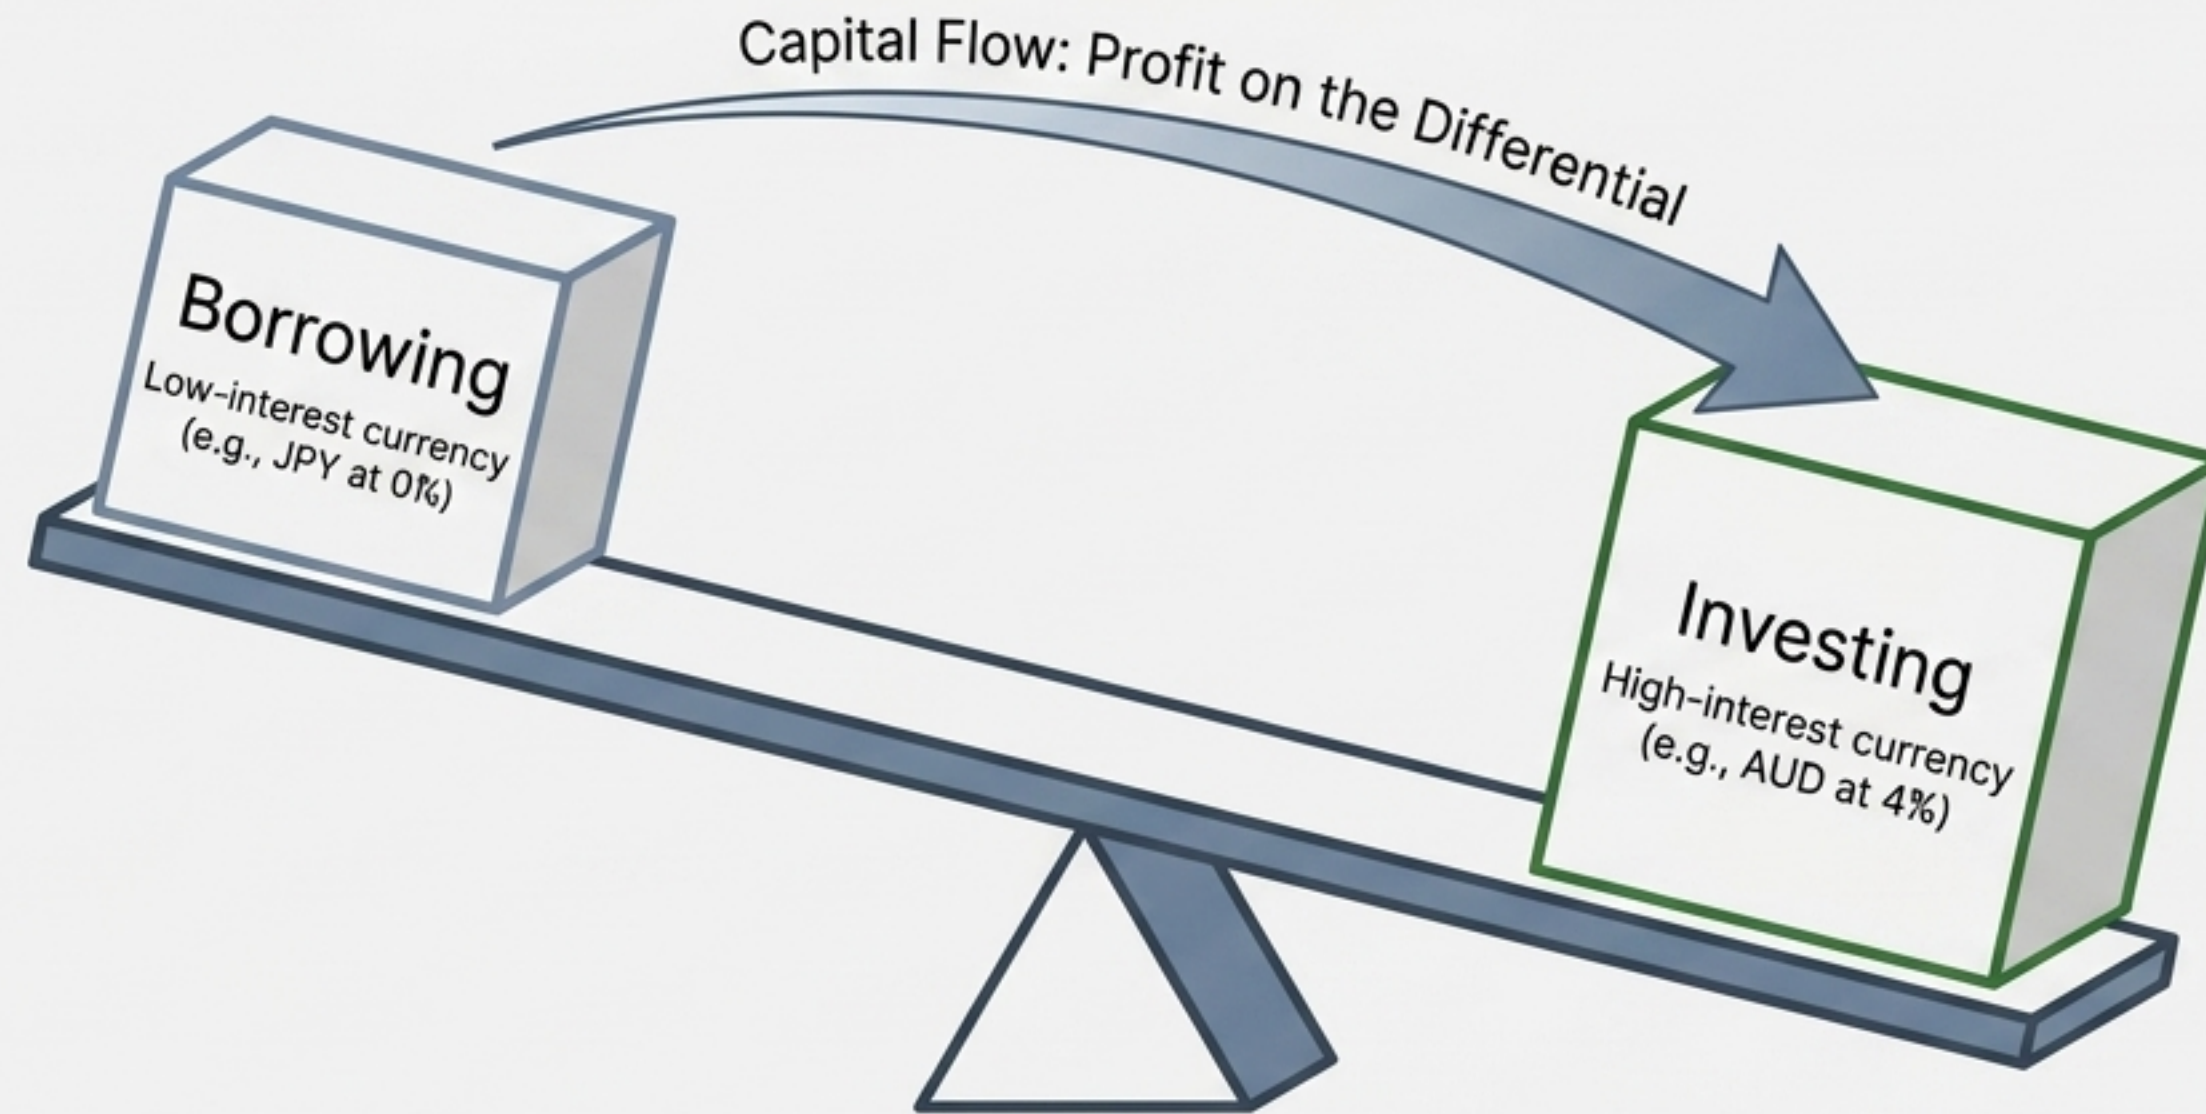 Capital Flow: Profit on the Differential
Borrowing
Low-interest currency
(e.g., JPY at 0%)
Investing
High-interest currency
(e.g., AUD at 4%)